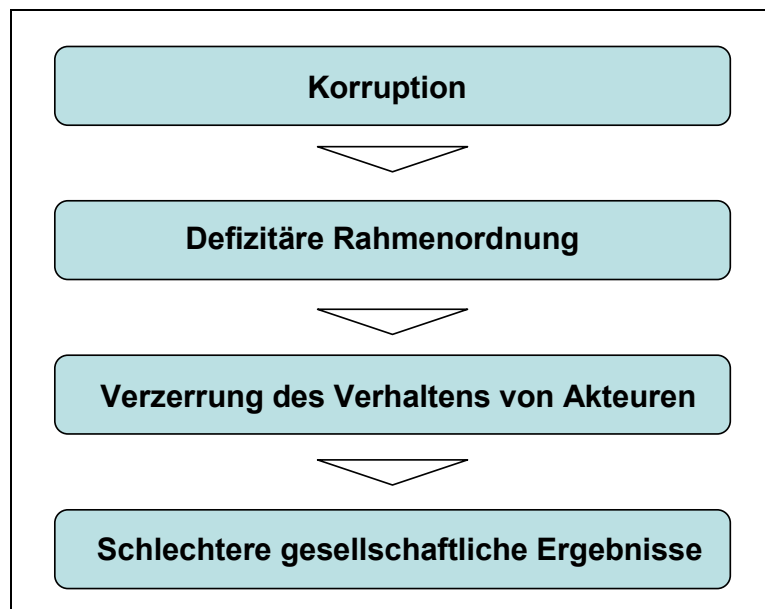 Korruption
Defizitäre Rahmenordnung
Verzerrung des Verhaltens von Akteuren
Schlechtere gesellschaftliche Ergebnisse